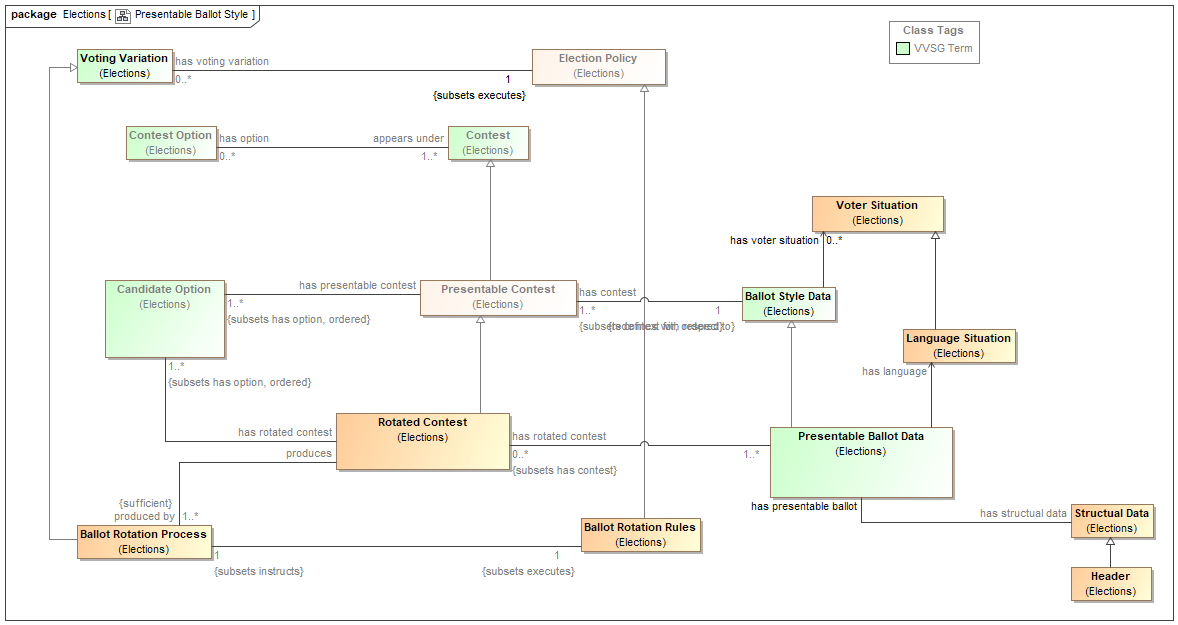 package Elections [ Presentable Ballot Style ]
Class Tags
VVSG Term
Voting Variation
(Elections)
has voting variation
0..*
1
{subsets executes}
Election Policy
(Elections)
Contest Option
(Elections)
has option
0..*
appears under
1..*
Contest
(Elections)
Voter Situation
(Elections)
has voter situation
0..*
Candidate Option
(Elections)
has presentable contest
1..*
{subsets has option, ordered}
Presentable Contest
(Elections)
has contest
1..*
1
Ballot Style Data
(Elections)
Language Situation
(Elections)
has language
1..*
{subsets has option, ordered}
has rotated contest
produces
Rotated Contest
(Elections)
has rotated contest
0..*
{subsets has contest}
1..*
Presentable Ballot Data
(Elections)
has presentable ballot
has structual data
Structual Data
(Elections)
{sufficient}
produced by
1..*
Ballot Rotation Process
(Elections)
1
{subsets instructs}
1
{subsets executes}
Ballot Rotation Rules
(Elections)
Header
(Elections)